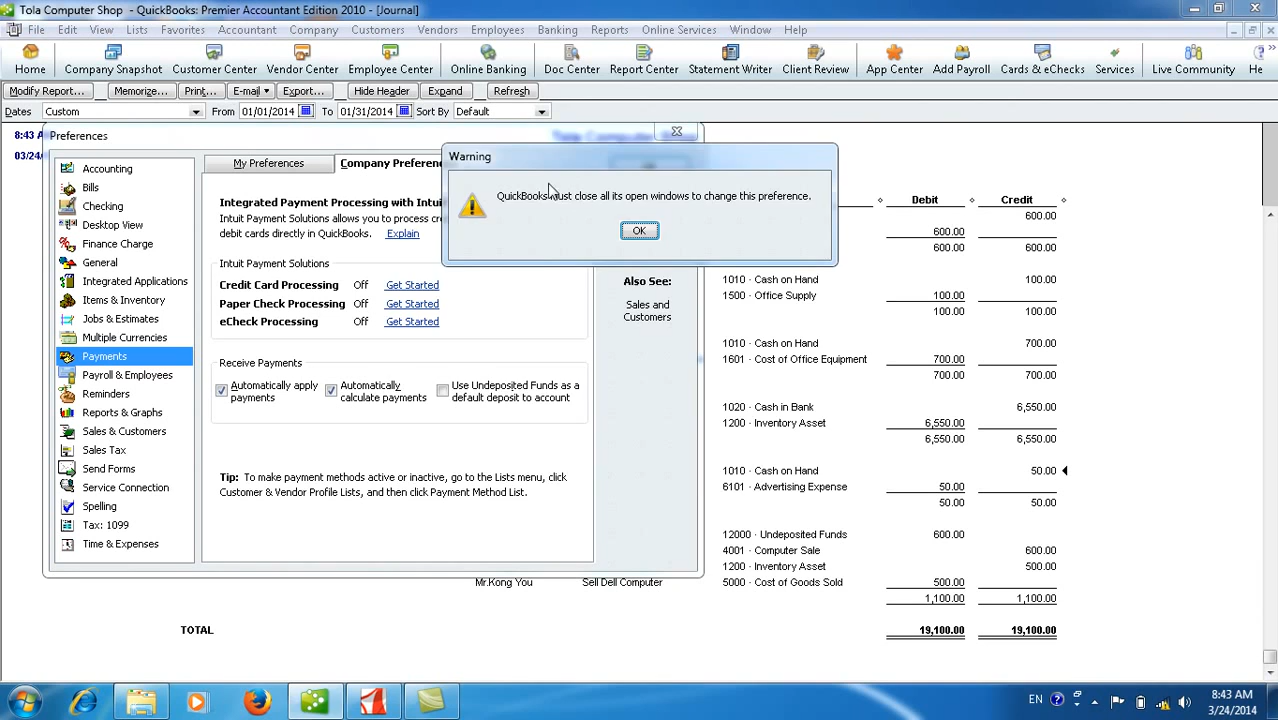 Tola Computer Shop - QuickBooks: Premier Accountant Edition 2010 - [Journal]
File Edit View Lists Favorites Accountant Company Customers Vendors Employees Banking Reports Online Services Window Help
Home Company Snapshot Customer Center Vendor Center Employee Center Online Banking Doc Center Report Center Statement Writer Client Review App Center Add Payroll Cards & eChecks Services Live Community He
Modify Report... Memorize... Print... E-mail Export... Hide Header Expand Refresh
Dates Custom From 01/01/2014 To 01/31/2014 Sort By Default
8:43 A
03/24/
Tola Computer Shop
Preferences
Accounting
Bills
Checking
Desktop View
Finance Charge
General
Integrated Applications
Items & Inventory
Jobs & Estimates
Multiple Currencies
Payments
Payroll & Employees
Reminders
Reports & Graphs
Sales & Customers
Sales Tax
Send Forms
Service Connection
Spelling
Tax: 1099
Time & Expenses
My Preferences Company Preferen
Integrated Payment Processing with Intui
Intuit Payment Solutions allows you to process cre
debit cards directly in QuickBooks. Explain
Intuit Payment Solutions
Credit Card Processing Off Get Started
Paper Check Processing Off Get Started
eCheck Processing Off Get Started
Receive Payments
Automatically apply payments
Automatically calculate payments
Use Undeposited Funds as a default deposit to account
Tip: To make payment methods active or inactive, go to the Lists menu, click
Customer & Vendor Profile Lists, and then click Payment Method List.
Also See:
Sales and
Customers
Warning
QuickBooks must close all its open windows to change this preference.
OK
Debit Credit
600.00
600.00
600.00 600.00
1010 · Cash on Hand 100.00
1500 · Office Supply 100.00
100.00 100.00
1010 · Cash on Hand 700.00
1601 · Cost of Office Equipment 700.00
700.00 700.00
1020 · Cash in Bank 6,550.00
1200 · Inventory Asset 6,550.00
6,550.00 6,550.00
1010 · Cash on Hand 50.00
6101 · Advertising Expense 50.00
50.00 50.00
12000 · Undeposited Funds 600.00
4001 · Computer Sale 600.00
1200 · Inventory Asset 500.00
Mr.Kong You Sell Dell Computer 5000 · Cost of Goods Sold 500.00
1,100.00 1,100.00
TOTAL 19,100.00 19,100.00
EN 8:43 AM
3/24/2014